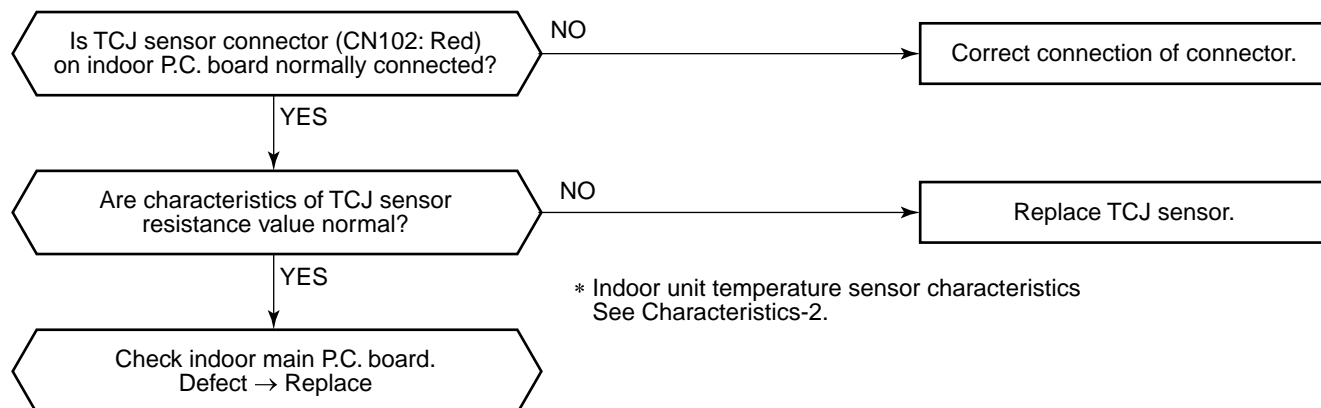 Is TCJ sensor connector (CN102: Red)
on indoor P.C. board normally connected?
NO
Correct connection of connector.
YES
Are characteristics of TCJ sensor
resistance value normal?
NO
Replace TCJ sensor.
YES
* Indoor unit temperature sensor characteristics
See Characteristics-2.
Check indoor main P.C. board.
Defect → Replace